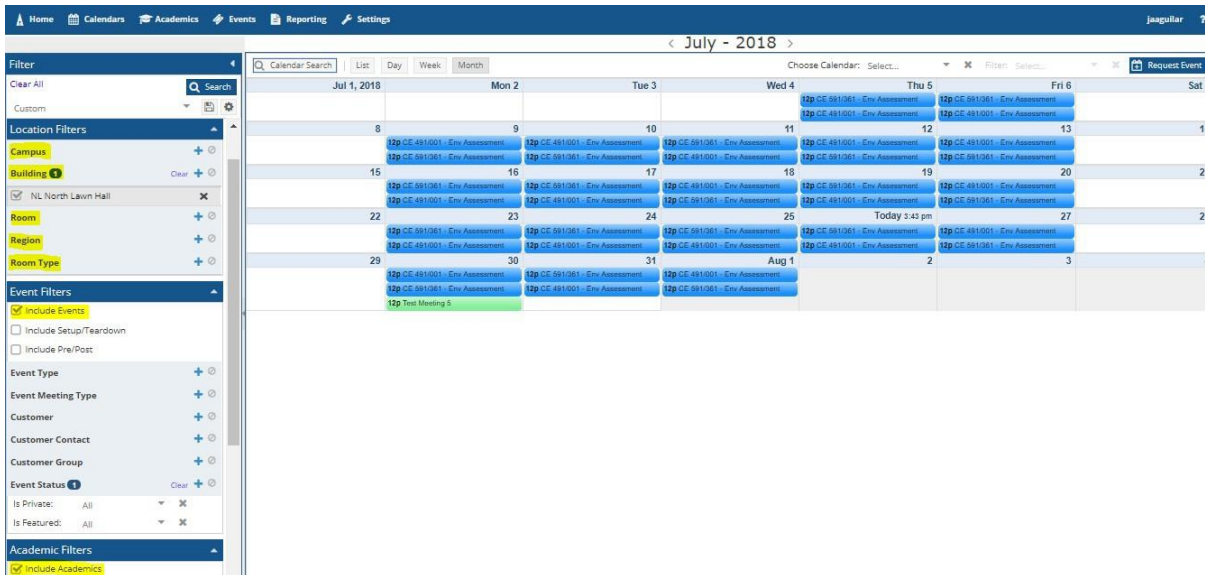 Home Calendars Academics Events Reporting Settings jaaguilar ?
< July - 2018 >
Filter
Calendar Search List Day Week Month Choose Calendar: Select... Filter: Select... Request Event
Clear All Search
Custom
Jul 1, 2018 Mon 2 Tue 3 Wed 4 Thu 5 Fri 6 Sat
12p CE 591/361 - Env Assessment 12p CE 591/361 - Env Assessment
12p CE 491/001 - Env Assessment 12p CE 491/001 - Env Assessment
Location Filters
8 9 10 11 12 13 1
12p CE 491/001 - Env Assessment 12p CE 491/001 - Env Assessment 12p CE 591/361 - Env Assessment 12p CE 491/001 - Env Assessment 12p CE 591/361 - Env Assessment
12p CE 591/361 - Env Assessment 12p CE 591/361 - Env Assessment 12p CE 491/001 - Env Assessment 12p CE 591/361 - Env Assessment 12p CE 491/001 - Env Assessment
Campus
Building 1 Clear
NL North Lawn Hall
Room
Region
Room Type
15 16 17 18 19 20 2
12p CE 591/361 - Env Assessment 12p CE 591/361 - Env Assessment 12p CE 491/001 - Env Assessment 12p CE 591/361 - Env Assessment 12p CE 591/361 - Env Assessment
12p CE 491/001 - Env Assessment 12p CE 491/001 - Env Assessment 12p CE 591/361 - Env Assessment 12p CE 491/001 - Env Assessment 12p CE 491/001 - Env Assessment
22 23 24 25 Today 3:43 pm 27 2
12p CE 591/361 - Env Assessment 12p CE 591/361 - Env Assessment 12p CE 591/361 - Env Assessment 12p CE 591/361 - Env Assessment 12p CE 491/001 - Env Assessment
12p CE 491/001 - Env Assessment 12p CE 491/001 - Env Assessment 12p CE 491/001 - Env Assessment 12p CE 491/001 - Env Assessment 12p CE 591/361 - Env Assessment
29 30 31 Aug 1 2 3
12p CE 491/001 - Env Assessment 12p CE 591/361 - Env Assessment 12p CE 491/001 - Env Assessment
12p CE 591/361 - Env Assessment 12p CE 491/001 - Env Assessment 12p CE 591/361 - Env Assessment
12p Test Meeting 5
Event Filters
Include Events
Include Setup/Teardown
Include Pre/Post
Event Type
Event Meeting Type
Customer
Customer Contact
Customer Group
Event Status 1 Clear
Is Private: All
Is Featured: All
Academic Filters
Include Academics